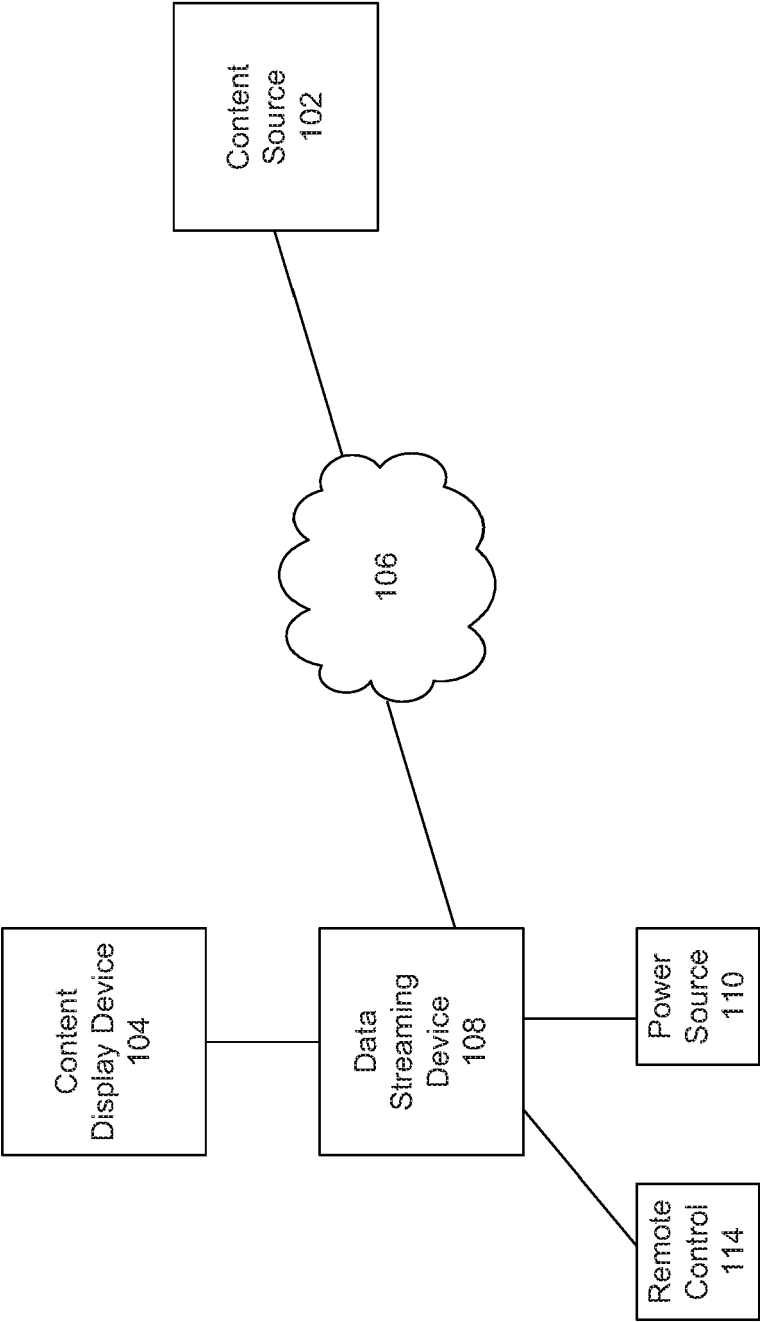 Content
Display Device
104
Data
Streaming
Device
108
Remote
Control
114
Power
Source
110
106
Content
Source
102